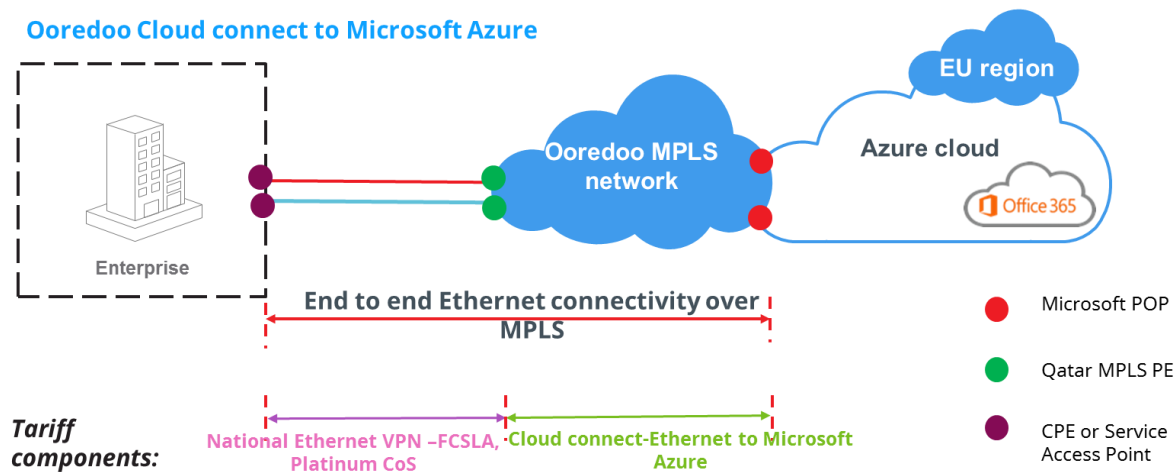 Ooredoo Cloud connect to Microsoft Azure
EU region
Ooredoo MPLS
network
Azure cloud
Office 365
Enterprise
End to end Ethernet connectivity over
MPLS
Microsoft POP
Qatar MPLS PE
CPE or Service
Access Point
Tariff
components:
National Ethernet VPN –FCSLA,
Platinum CoS
Cloud connect-Ethernet to Microsoft
Azure